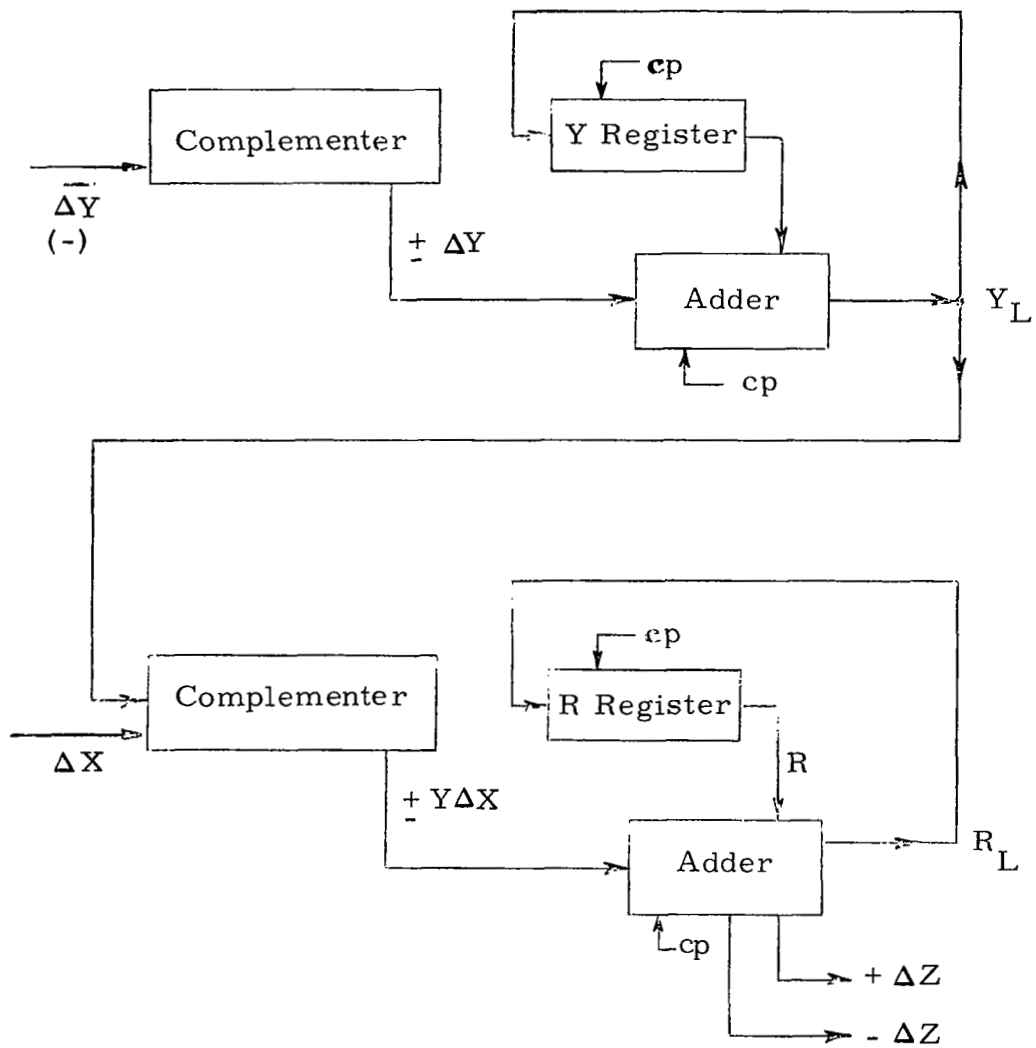 cp
Complementer
Y Register
ΔY
(-)
± ΔY
Adder
Y_L
cp
cp
Complementer
R Register
ΔX
R
± YΔX
Adder
R_L
cp
+ ΔZ
- ΔZ